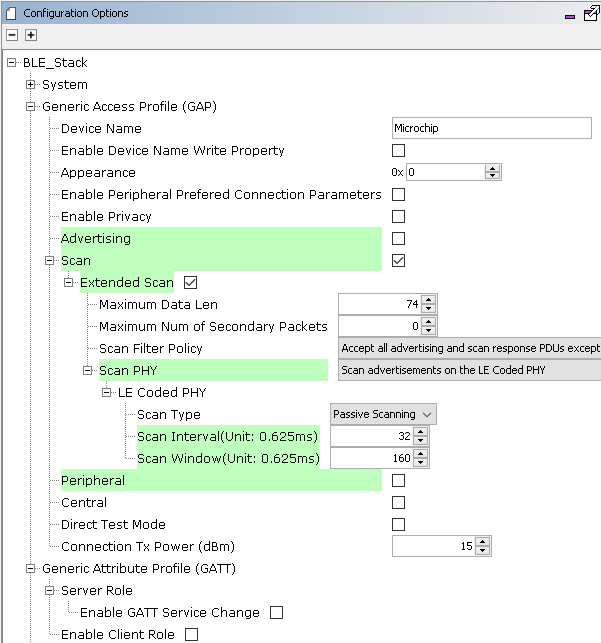 Configuration Options
BLE_Stack
System
Generic Access Profile (GAP)
Device Name Microchip
Enable Device Name Write Property
Appearance 0x 0
Enable Peripheral Prefered Connection Parameters
Enable Privacy
Advertising
Scan
Extended Scan
Maximum Data Len 74
Maximum Num of Secondary Packets 0
Scan Filter Policy Accept all advertising and scan response PDUs except
Scan PHY Scan advertisements on the LE Coded PHY
LE Coded PHY
Scan Type Passive Scanning
Scan Interval(Unit: 0.625ms) 32
Scan Window(Unit: 0.625ms) 160
Peripheral
Central
Direct Test Mode
Connection Tx Power (dBm) 15
Generic Attribute Profile (GATT)
Server Role
Enable GATT Service Change
Enable Client Role